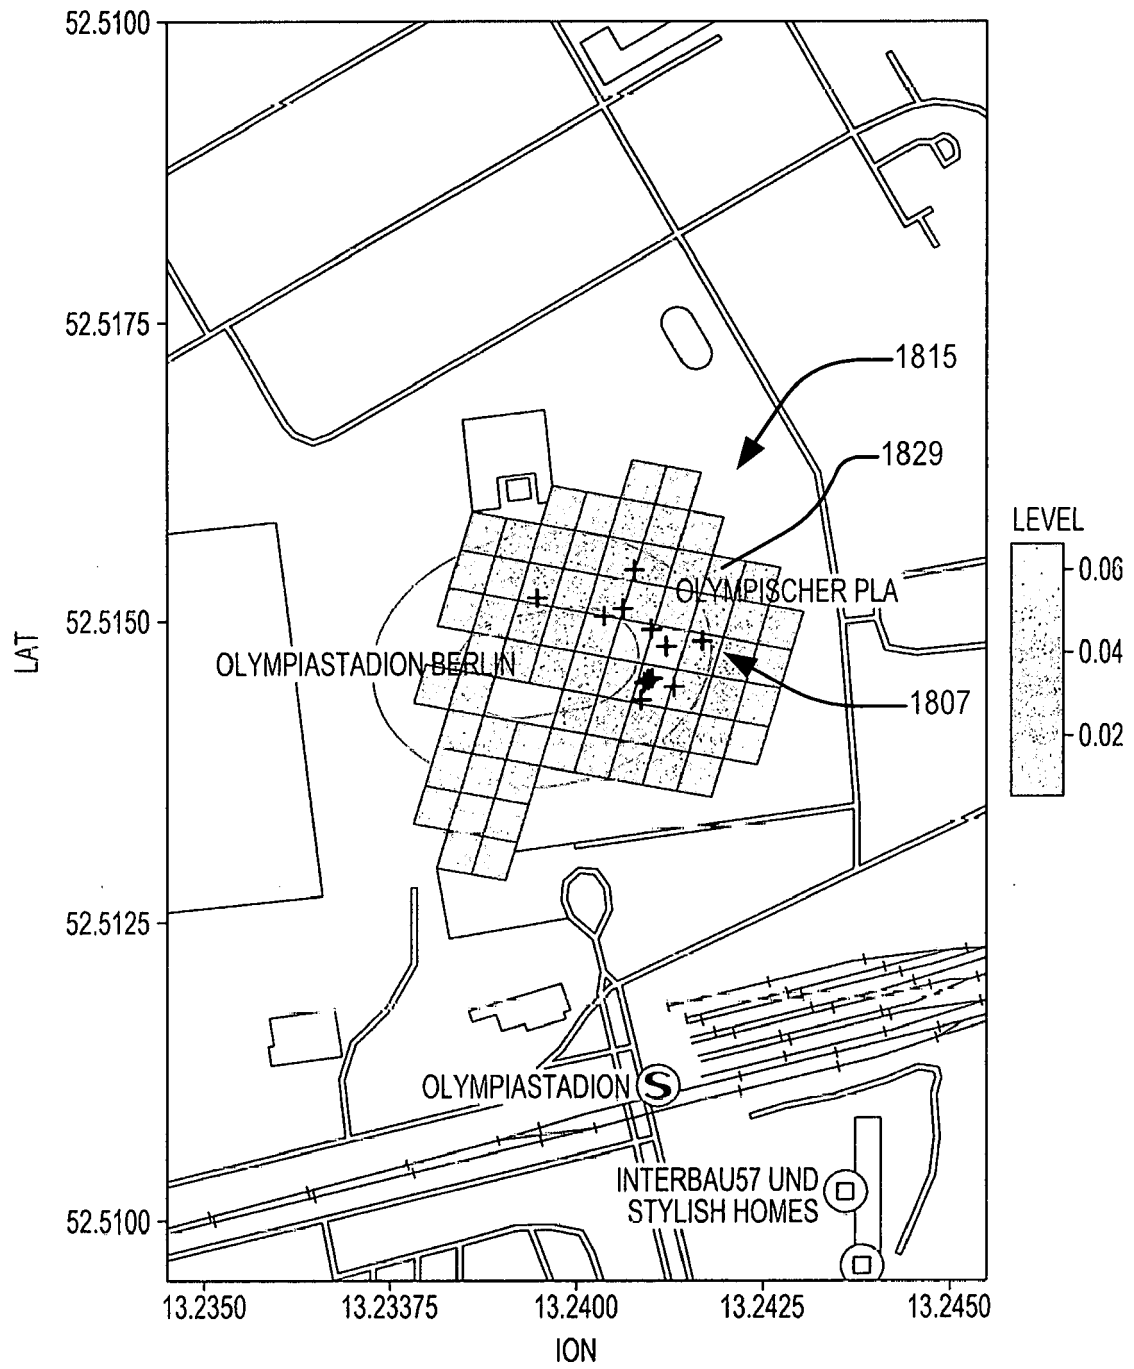 52.5100
52.5175
1815
1829
LEVEL
0.06
OLYMPISCHER PLA
52.5150
0.04
LAT
OLYMPIASTADION BERLIN
1807
0.02
52.5125
OLYMPIASTADION S
INTERBAU57 UND
STYLISH HOMES
52.5100
13.2350
13.23375
13.2400
13.2425
13.2450
ION